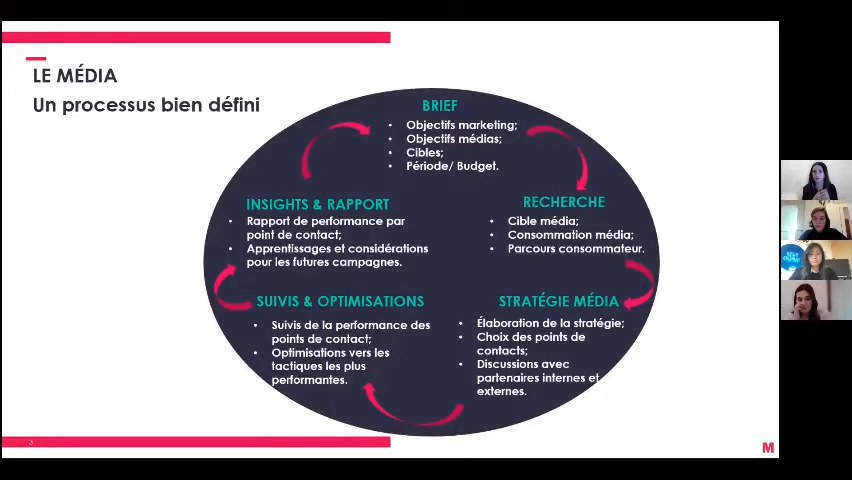 LE MÉDIA
Un processus bien défini
BRIEF
• Objectifs marketing;
• Objectifs médias;
• Cibles;
• Période/ Budget.
RECHERCHE
• Cible média;
• Consommation média;
• Parcours consommateur.
STRATÉGIE MÉDIA
• Élaboration de la stratégie;
• Choix des points de
contacts;
• Discussions avec
partenaires internes et
externes.
SUIVIS & OPTIMISATIONS
• Suivis de la performance des
points de contact;
• Optimisations vers les
tactiques les plus
performantes.
INSIGHTS & RAPPORT
• Rapport de performance par
point de contact;
• Apprentissages et considérations
pour les futures campagnes.
3
M